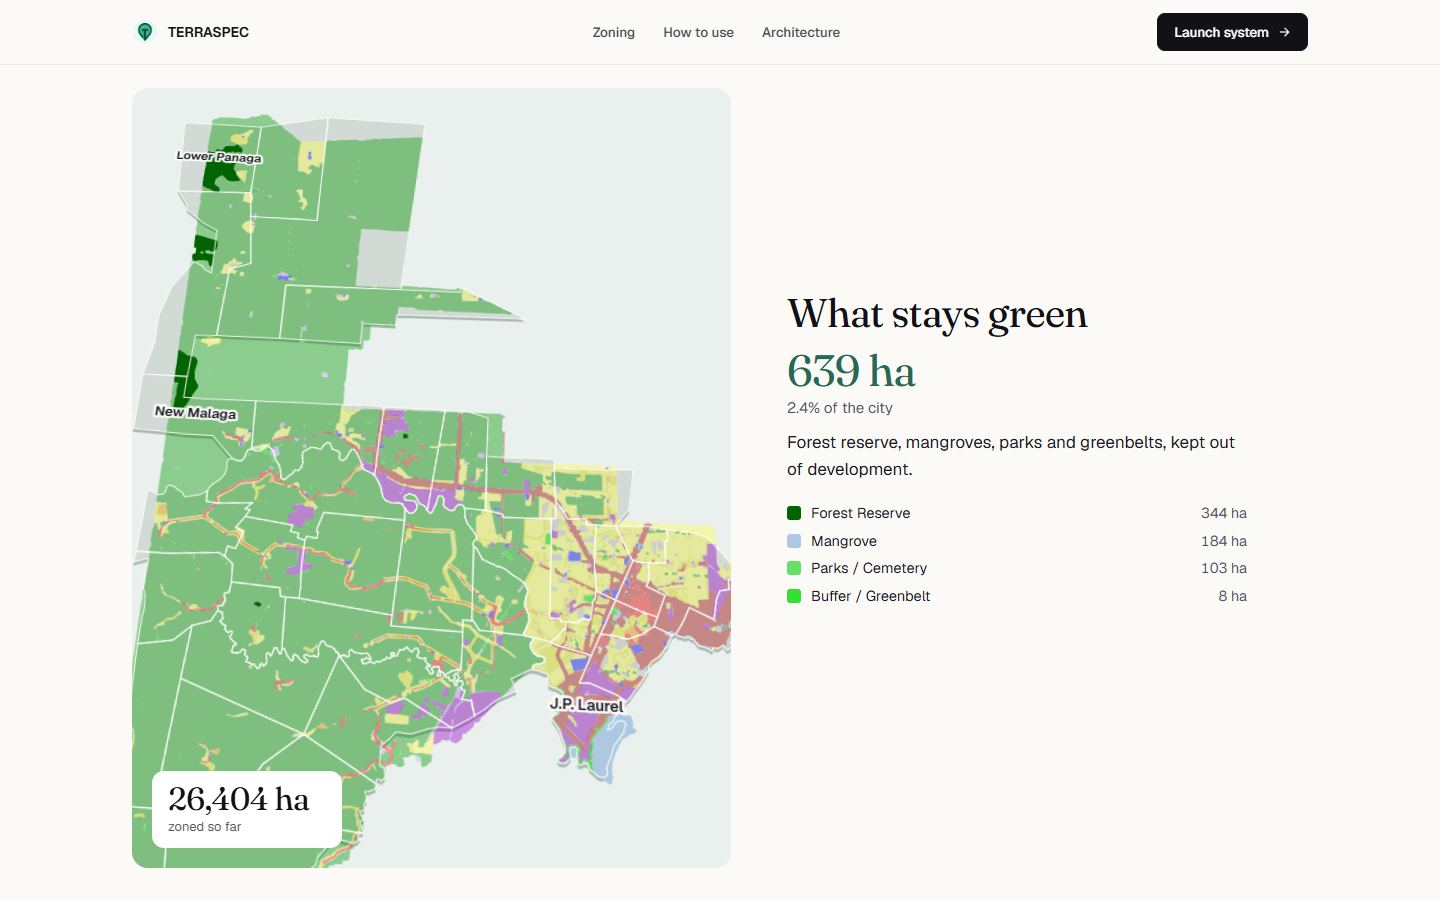 TERRASPEC
Zoning
How to use
Architecture
Launch system →
Lower Panaga
New Malaga
J.P. Laurel
26,404 ha
zoned so far
What stays green
639 ha
2.4% of the city
Forest reserve, mangroves, parks and greenbelts, kept out
of development.
Forest Reserve 344 ha
Mangrove 184 ha
Parks / Cemetery 103 ha
Buffer / Greenbelt 8 ha